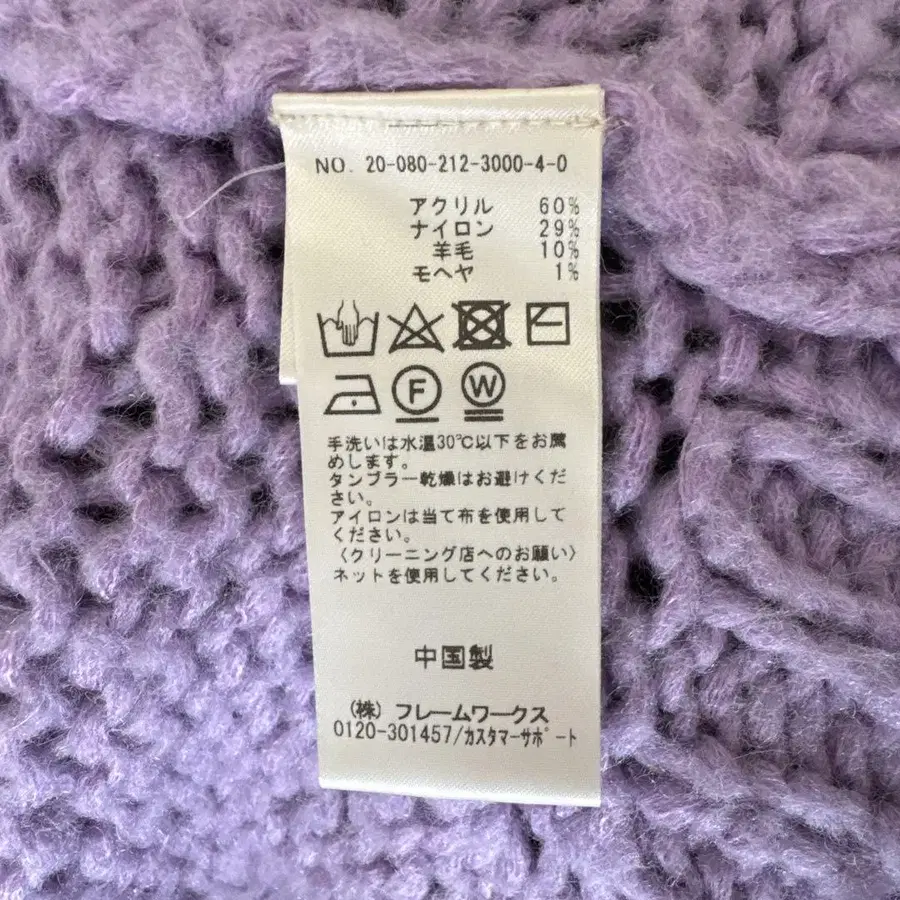 NO. 20-080-212-3000-4-0
アクリル 60%
ナイロン 29%
羊毛 10%
モヘヤ 1%
F W
手洗いは水温30℃以下をお薦
めします。
タンブラー乾燥はお避けくだ
さい。
アイロンは当て布を使用して
ください。
〈クリーニング店へのお願い〉
ネットを使用してください。
中国製
(株) フレームワークス
0120-301457/カスタマーサポート